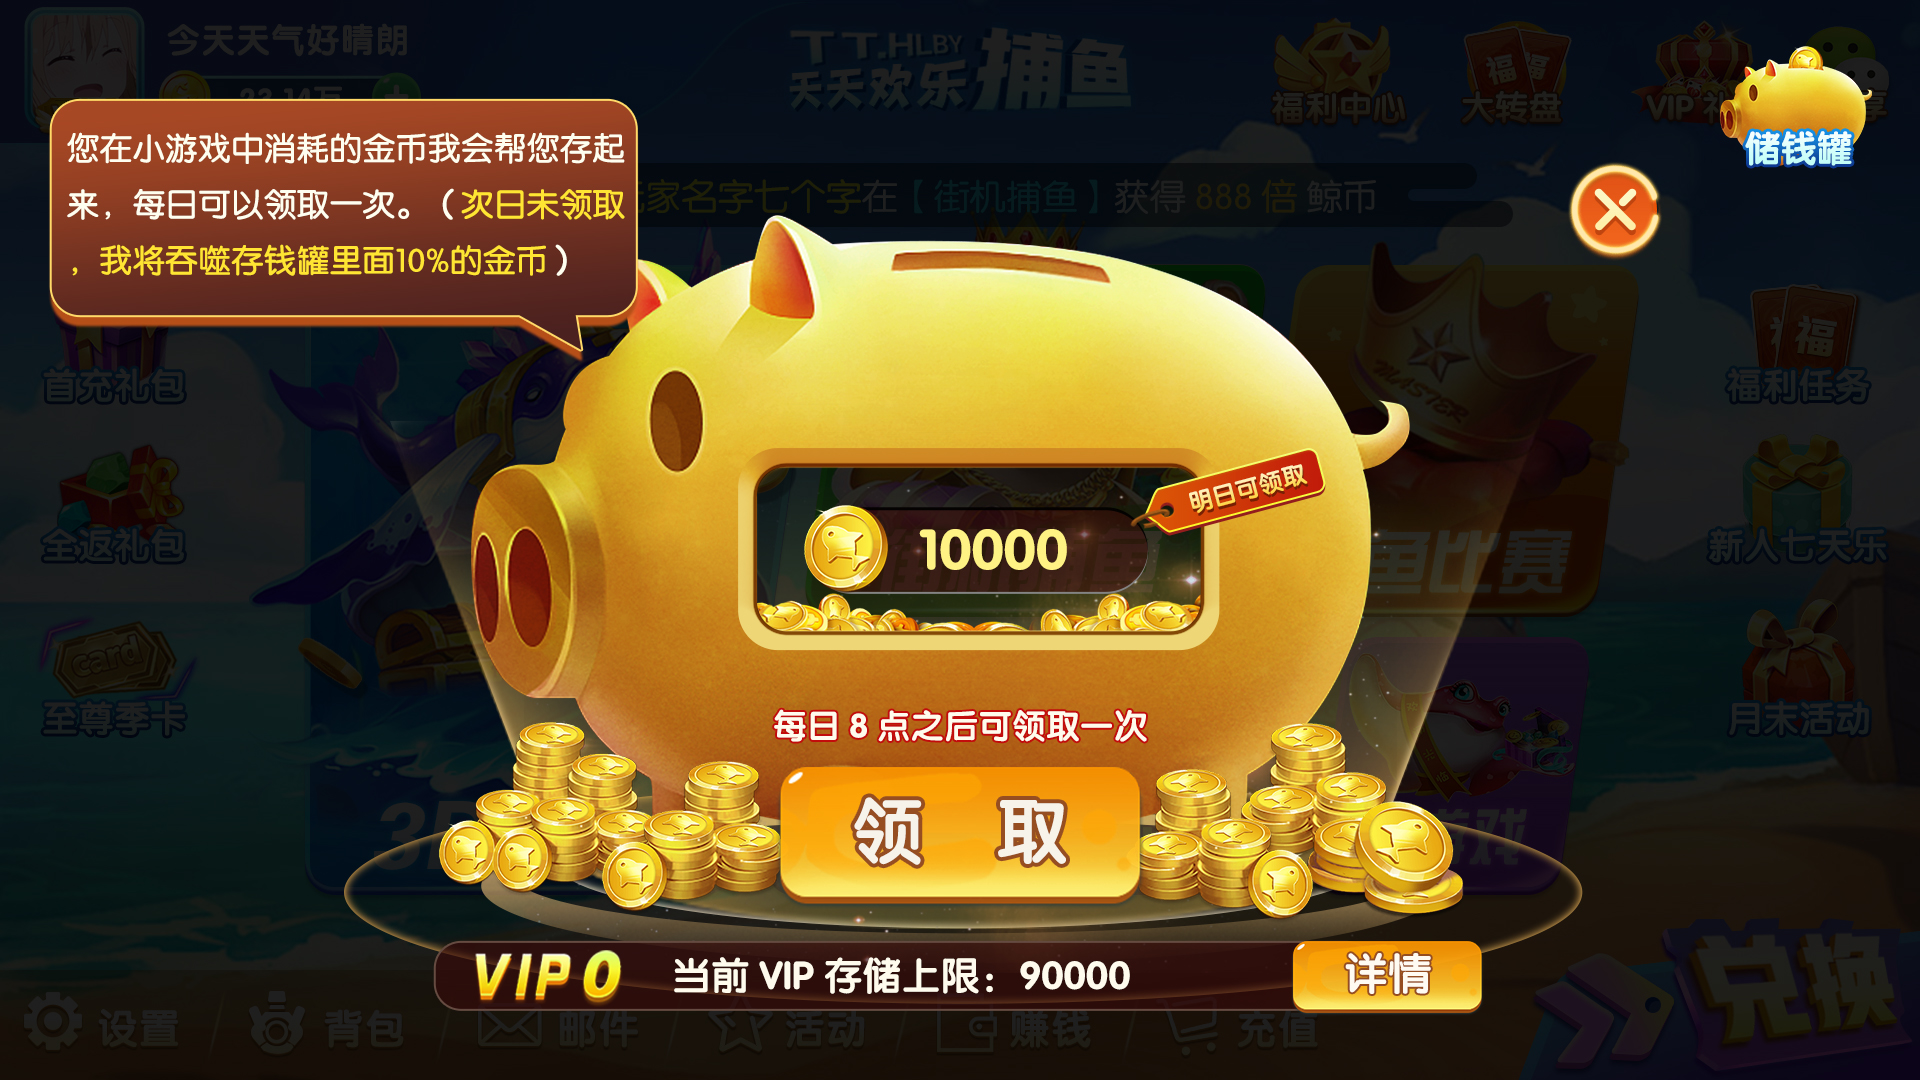 今天天气好晴朗
TT.HLBY
天天欢乐捕鱼
福利中心
大转盘
VIP
储钱罐
您在小游戏中消耗的金币我会帮您存起
来，每日可以领取一次。（次日未领取
，我将吞噬存钱罐里面10%的金币）
家名字七个字在【街机捕鱼】获得 888 倍 鲸币
首充礼包
全返礼包
card
至尊季卡
福
福利任务
新人七天乐
月末活动
MASTER
鱼比赛
明日可领取
10000
每日 8 点之后可领取一次
领 取
VIP 0
当前 VIP 存储上限：90000
详情
设置
背包
邮件
活动
赚钱
充值
兑换